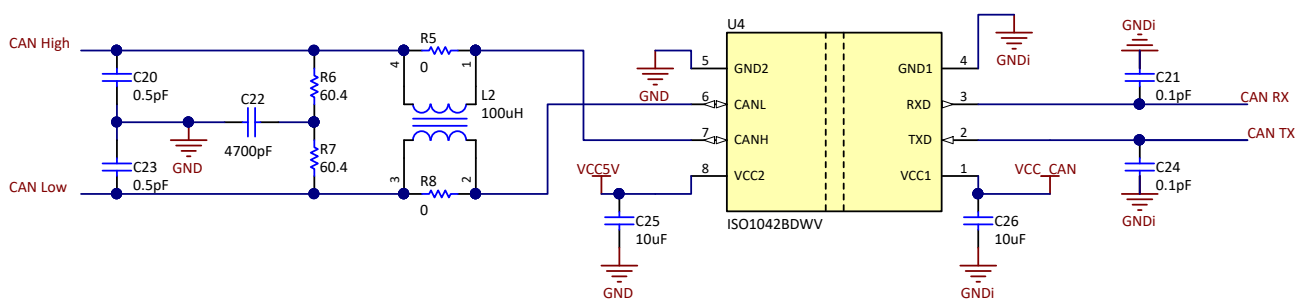 CAN High
C20
0.5pF
C22
4700pF
GND
C23
0.5pF
CAN Low
R6
60.4
R7
60.4
R5
0
4
1
L2
100uH
3
2
R8
0
U4
GND
5
GND2
6
CANL
7
CANH
8
VCC2
VCC5V
C25
10uF
GND
ISO1042BDWV
GND1
4
RXD
3
TXD
2
VCC1
1
GNDi
GNDi
C21
0.1pF
CAN RX
CAN TX
C24
0.1pF
GNDi
VCC_CAN
C26
10uF
GNDi